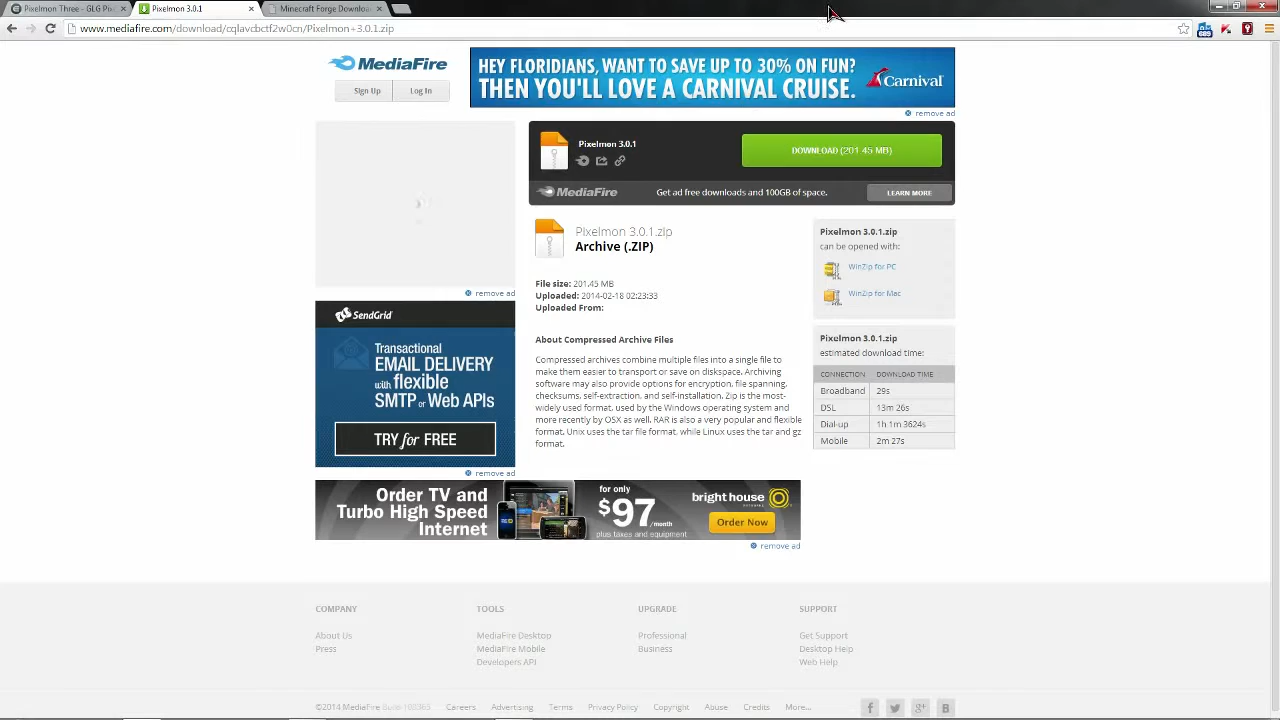 Pixelmon Three - GLG Pix
Pixelmon 3.0.1
Minecraft Forge Downloa
www.mediafire.com/download/cqlavcbctf2w0cn/Pixelmon+3.0.1.zip
MediaFire
Sign Up
Log In
HEY FLORIDIANS, WANT TO SAVE UP TO 30% ON FUN?
THEN YOU'LL LOVE A CARNIVAL CRUISE.
Carnival
remove ad
Pixelmon 3.0.1
DOWNLOAD (201.45 MB)
MediaFire
Get ad free downloads and 100GB of space.
LEARN MORE
remove ad
Pixelmon 3.0.1.zip
Archive (.ZIP)
File size: 201.45 MB
Uploaded: 2014-02-18 02:23:33
Uploaded From:
About Compressed Archive Files
Compressed archives combine multiple files into a single file to
make them easier to transport or save on diskspace. Archiving
software may also provide options for encryption, file spanning,
checksums, self-extraction, and self-installation. Zip is the most-
widely used format, used by the Windows operating system and
more recently by OSX as well. RAR is also a very popular and flexible
format. Unix uses the tar file format, while Linux uses the tar and gz
format.
Pixelmon 3.0.1.zip
can be opened with:
WinZip for PC
WinZip for Mac
Pixelmon 3.0.1.zip
estimated download time:
CONNECTION DOWNLOAD TIME
Broadband 29s
DSL 13m 26s
Dial-up 1h 1m 3624s
Mobile 2m 27s
SendGrid
Transactional
EMAIL DELIVERY
with flexible
SMTP or Web APIs
TRY for FREE
remove ad
Order TV and
Turbo High Speed
Internet
for only
$97/month
plus taxes and equipment
bright house
NETWORKS
Order Now
remove ad
COMPANY
About Us
Press
TOOLS
MediaFire Desktop
MediaFire Mobile
Developers API
UPGRADE
Professional
Business
SUPPORT
Get Support
Desktop Help
Web Help
©2014 MediaFire Build 100365
Careers
Advertising
Terms
Privacy Policy
Copyright
Abuse
Credits
More...